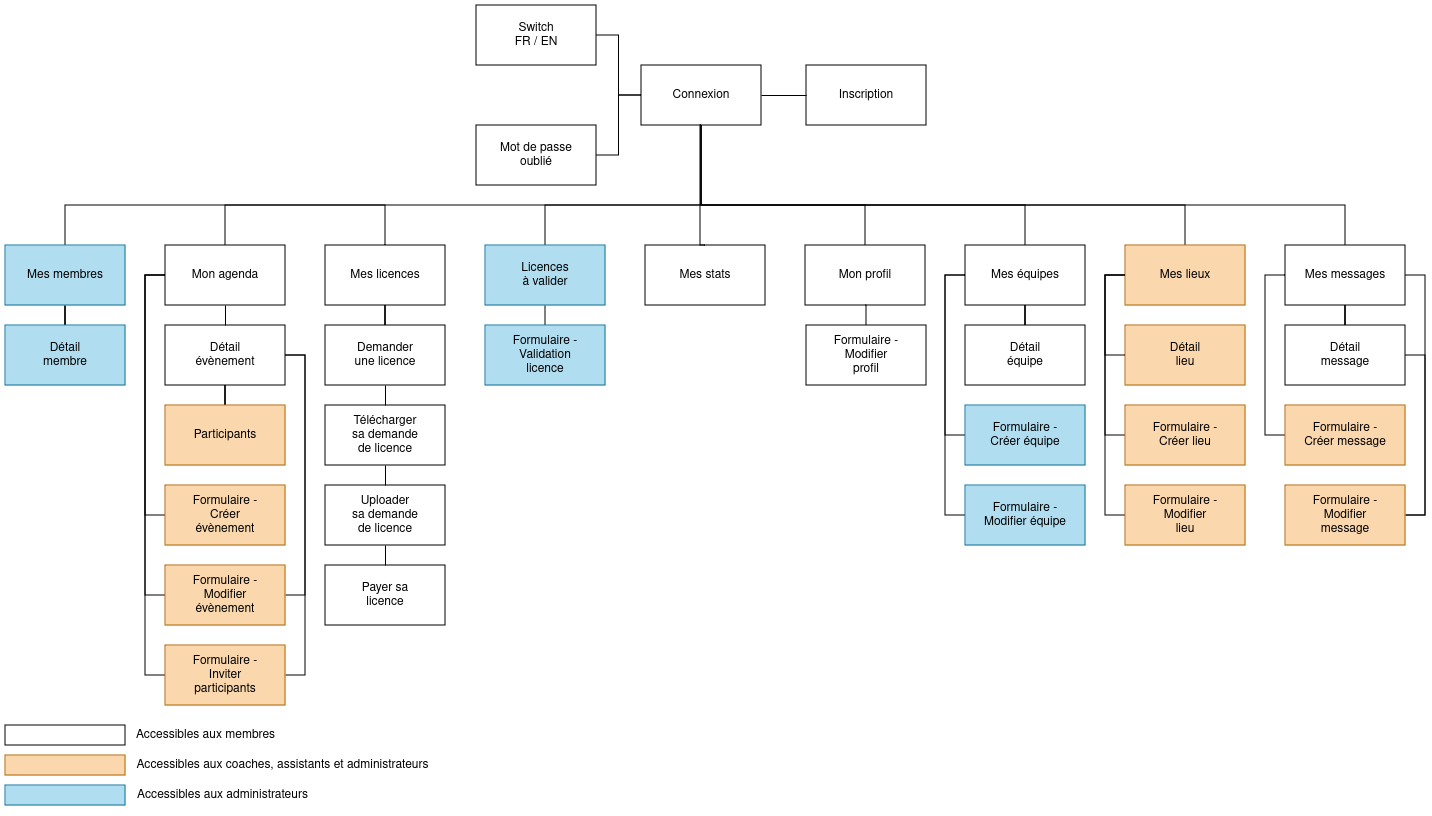 Switch
FR / EN
Connexion
Inscription
Mot de passe
oublié
Mes membres
Mon agenda
Mes licences
Licences
à valider
Mes stats
Mon profil
Mes équipes
Mes lieux
Mes messages
Détail
membre
Détail
évènement
Demander
une licence
Formulaire -
Validation
licence
Formulaire -
Modifier
profil
Détail
équipe
Détail
lieu
Détail
message
Participants
Télécharger
sa demande
de licence
Formulaire -
Créer équipe
Formulaire -
Créer lieu
Formulaire -
Créer message
Formulaire -
Créer
évènement
Uploader
sa demande
de licence
Formulaire -
Modifier équipe
Formulaire -
Modifier
lieu
Formulaire -
Modifier
message
Formulaire -
Modifier
évènement
Payer sa
licence
Formulaire -
Inviter
participants
Accessibles aux membres
Accessibles aux coaches, assistants et administrateurs
Accessibles aux administrateurs